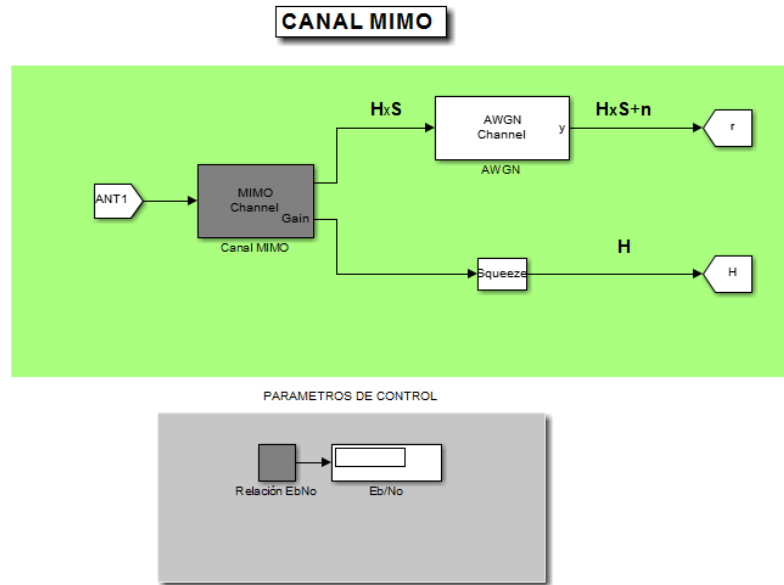 CANAL MIMO
HxS
AWGN
Channel
y
AWGN
HxS+n
r
ANT1
MIMO
Channel
Gain
Canal MIMO
Squeeze
H
H
PARAMETROS DE CONTROL
Relación EbNo
Eb/No